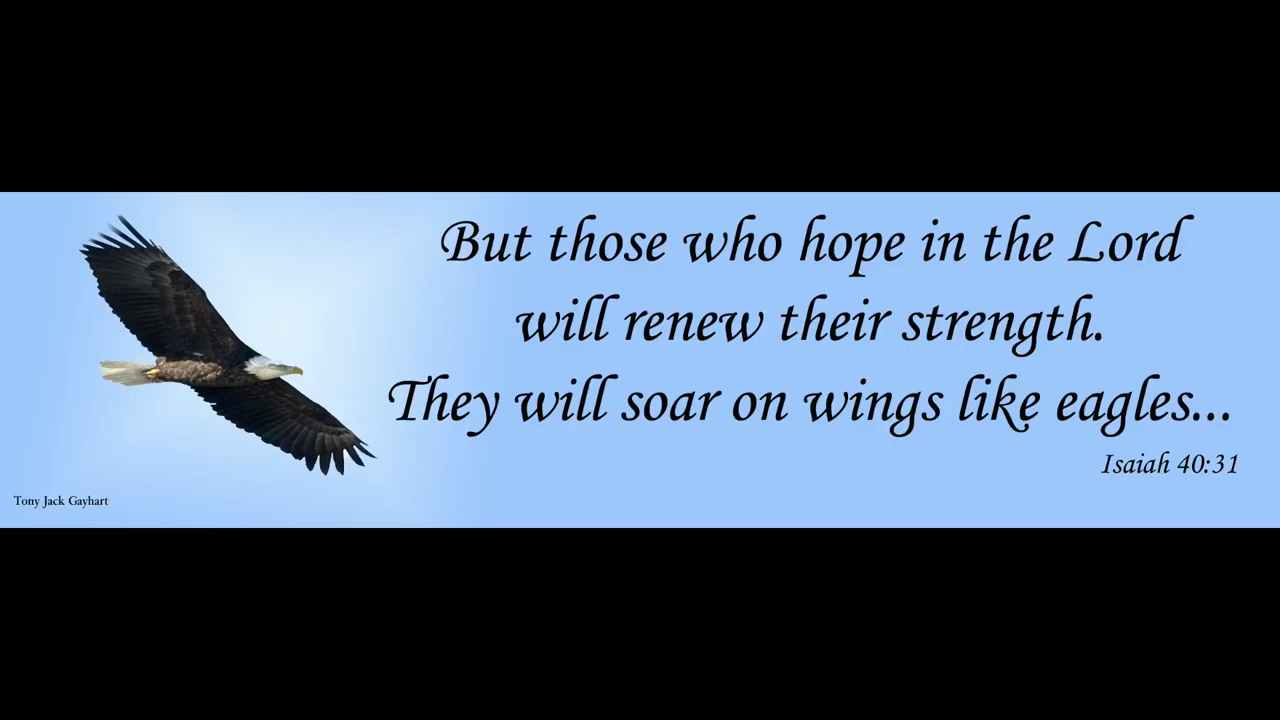 But those who hope in the Lord
will renew their strength.
They will soar on wings like eagles...
Isaiah 40:31
Tony Jack Gayhart